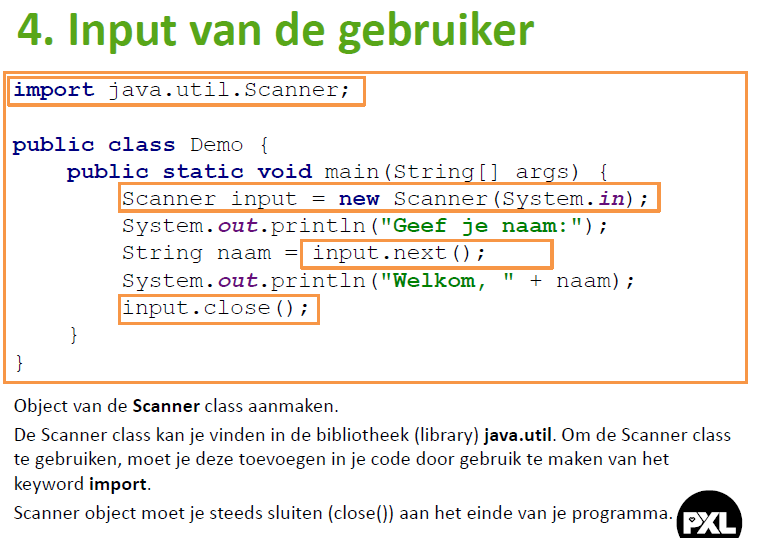 4. Input van de gebruiker
import java.util.Scanner;
public class Demo {
public static void main(String[] args) {
Scanner input = new Scanner(System.in);
System.out.println("Geef je naam:");
String naam = input.next();
System.out.println("Welkom, " + naam);
input.close();
}
}
Object van de Scanner class aanmaken.
De Scanner class kan je vinden in de bibliotheek (library) java.util. Om de Scanner class
te gebruiken, moet je deze toevoegen in je code door gebruik te maken van het
keyword import.
Scanner object moet je steeds sluiten (close()) aan het einde van je programma.
PXL